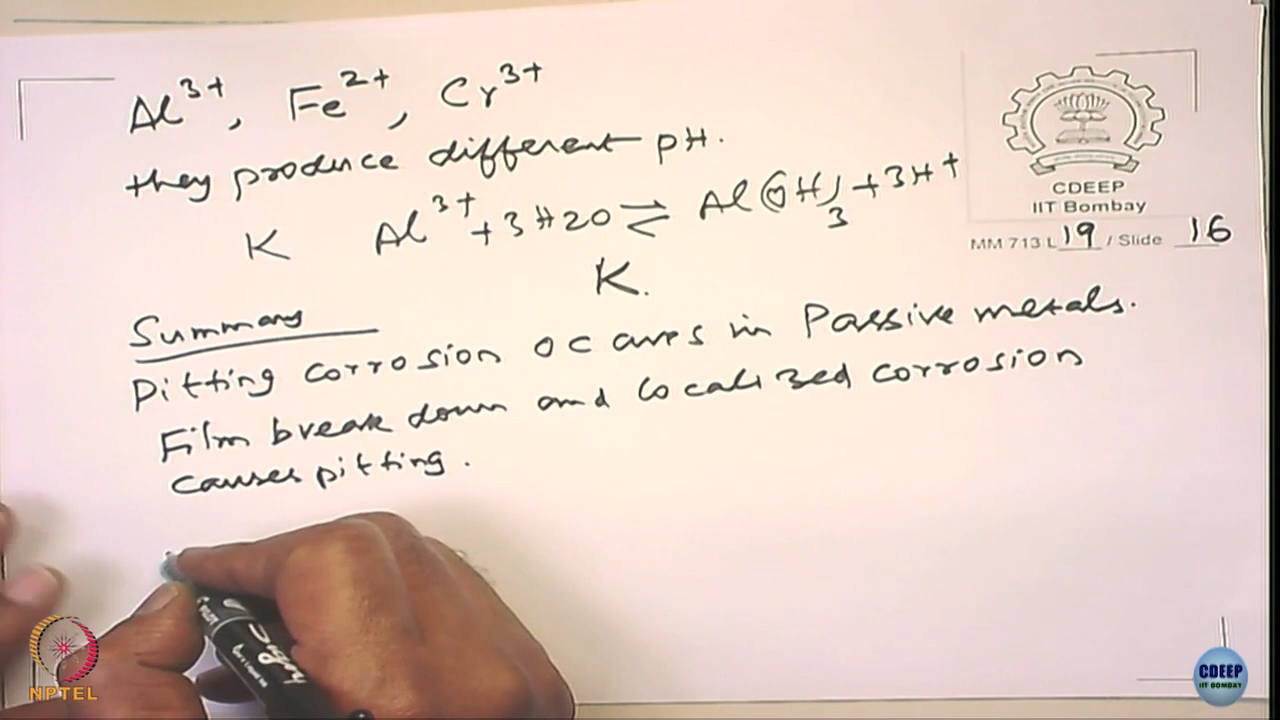 Al³⁺, Fe²⁺, Cr³⁺
they produce different pH.
K Al³⁺ + 3H2O ⇌ Al(OH)₃ + 3H⁺
K.
Summary
Pitting corrosion occurs in Passive metals.
Film break down and localized corrosion
causes pitting.
CDEEP
IIT Bombay
MM 713 L 19 / Slide 16
NPTEL
CDEEP
IIT BOMBAY